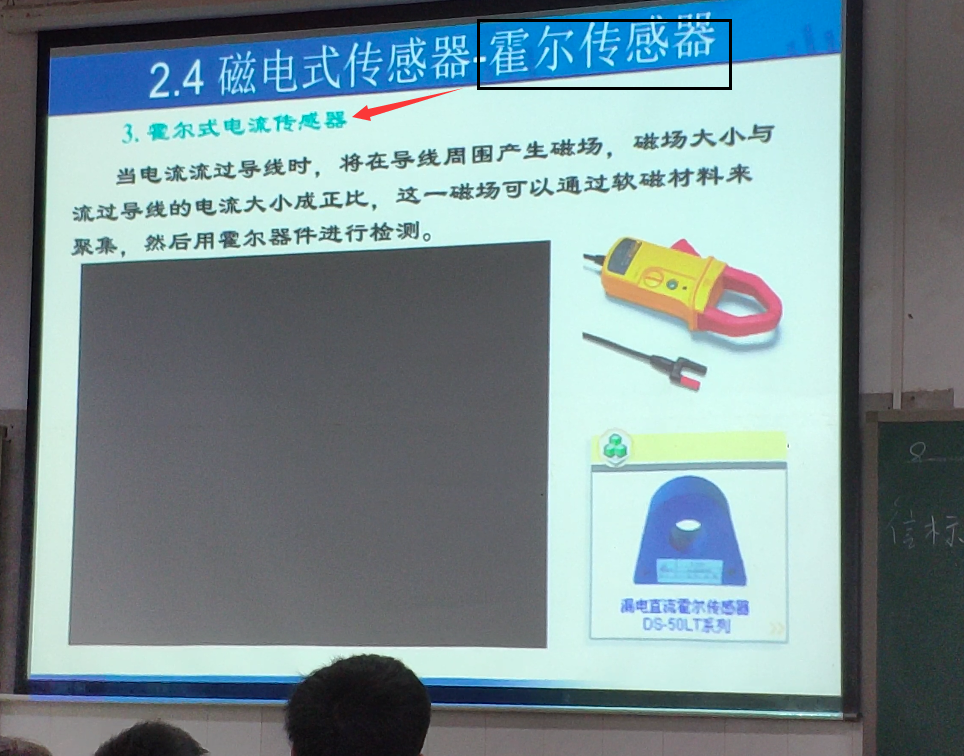 2.4 磁电式传感器-霍尔传感器
3. 霍尔式电流传感器
当电流流过导线时，将在导线周围产生磁场，磁场大小与
流过导线的电流大小成正比，这一磁场可以通过软磁材料来
聚集，然后用霍尔器件进行检测。
漏电直流霍尔传感器
DS-50LT系列
信标